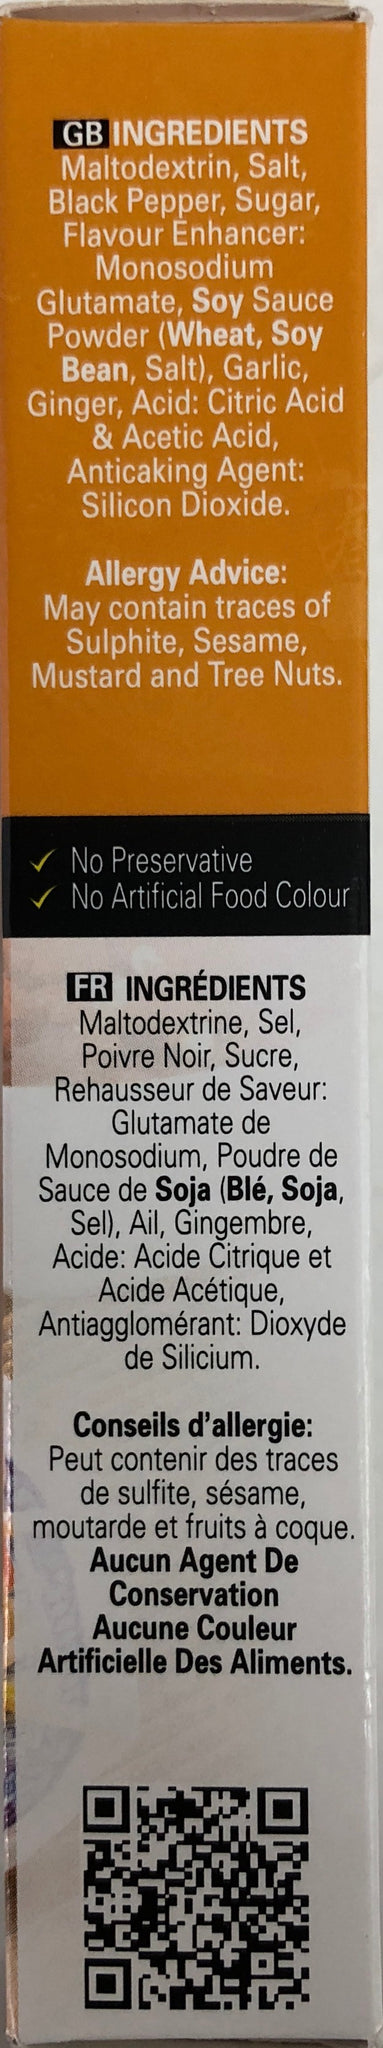 GB INGREDIENTS
Maltodextrin, Salt,
Black Pepper, Sugar,
Flavour Enhancer:
Monosodium
Glutamate, Soy Sauce
Powder (Wheat, Soy
Bean, Salt), Garlic,
Ginger, Acid: Citric Acid
& Acetic Acid,
Anticaking Agent:
Silicon Dioxide.
Allergy Advice:
May contain traces of
Sulphite, Sesame,
Mustard and Tree Nuts.
✓ No Preservative
✓ No Artificial Food Colour
FR INGRÉDIENTS
Maltodextrine, Sel,
Poivre Noir, Sucre,
Rehausseur de Saveur:
Glutamate de
Monosodium, Poudre de
Sauce de Soja (Blé, Soja,
Sel), Ail, Gingembre,
Acide: Acide Citrique et
Acide Acétique,
Antiagglomérant: Dioxyde
de Silicium.
Conseils d'allergie:
Peut contenir des traces
de sulfite, sésame,
moutarde et fruits à coque.
Aucun Agent De
Conservation
Aucune Couleur
Artificielle Des Aliments.